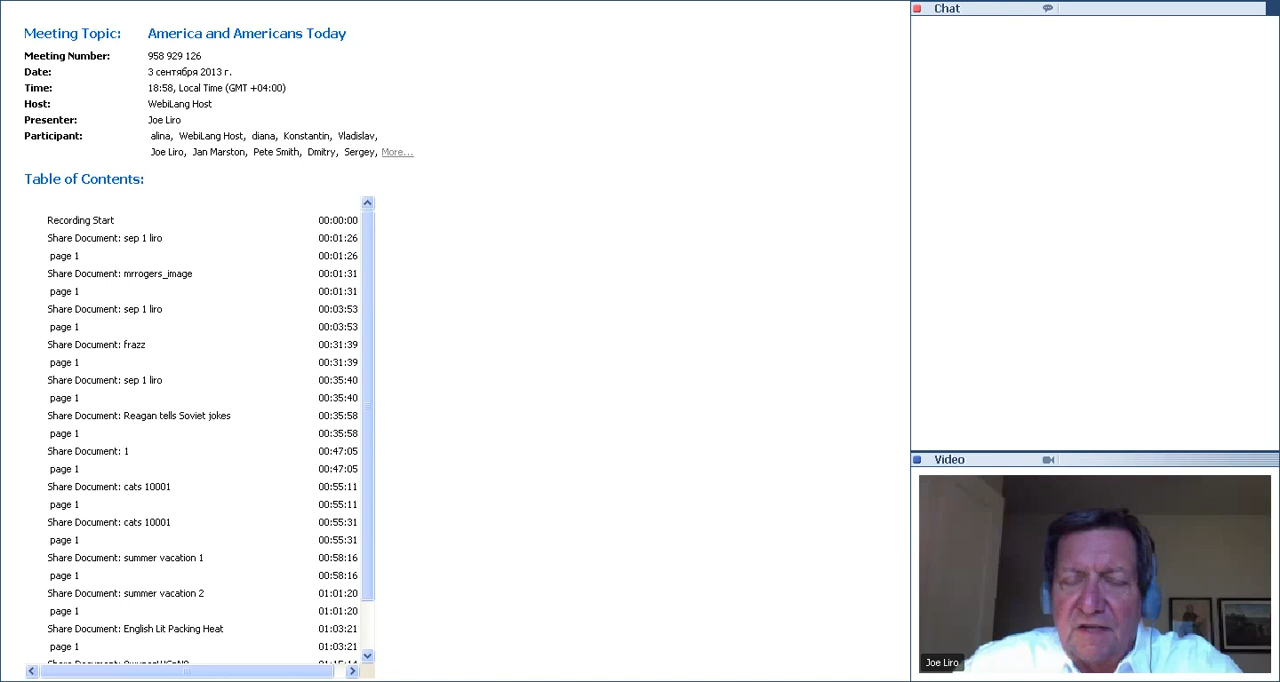 Meeting Topic: America and Americans Today
Meeting Number: 958 929 126
Date: 3 сентября 2013 г.
Time: 18:58, Local Time (GMT +04:00)
Host: WebiLang Host
Presenter: Joe Liro
Participant: alina, WebiLang Host, diana, Konstantin, Vladislav,
Joe Liro, Jan Marston, Pete Smith, Dmitry, Sergey, More...
Table of Contents:
Recording Start 00:00:00
Share Document: sep 1 liro 00:01:26
page 1 00:01:26
Share Document: mrrogers_image 00:01:31
page 1 00:01:31
Share Document: sep 1 liro 00:03:53
page 1 00:03:53
Share Document: frazz 00:31:39
page 1 00:31:39
Share Document: sep 1 liro 00:35:40
page 1 00:35:40
Share Document: Reagan tells Soviet jokes 00:35:58
page 1 00:35:58
Share Document: 1 00:47:05
page 1 00:47:05
Share Document: cats 10001 00:55:11
page 1 00:55:11
Share Document: cats 10001 00:55:31
page 1 00:55:31
Share Document: summer vacation 1 00:58:16
page 1 00:58:16
Share Document: summer vacation 2 01:01:20
page 1 01:01:20
Share Document: English Lit Packing Heat 01:03:21
page 1 01:03:21
Share Document:
Chat
Video
Joe Liro